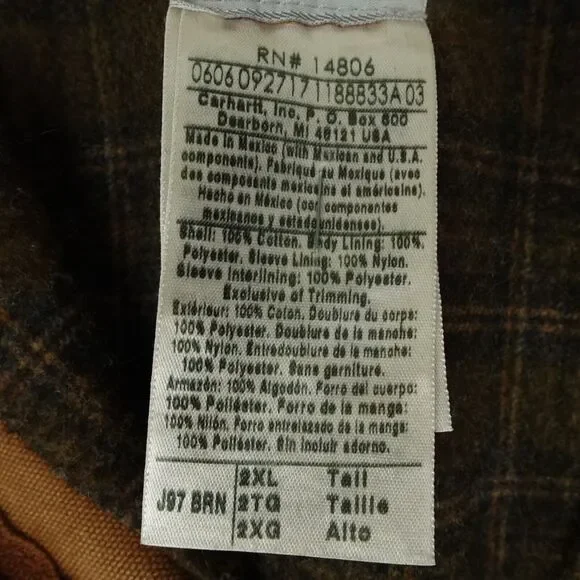 RN# 14806
0606 0927171188833A 03
Carhartt, Inc. P. O. Box 600
Dearborn, MI 48121 USA
Made in Mexico (with Mexican and U.S.A.
components). Fabriqué au Mexique (avec
des composants mexicains et américains).
Hecho en México (con componentes
mexicanos y estadounidenses).
Shell: 100% Cotton. Body Lining: 100%
Polyester. Sleeve Lining: 100% Nylon.
Sleeve Interlining: 100% Polyester.
Exclusive of Trimming.
Extérieur: 100% Coton. Doublure du corps:
100% Polyester. Doublure de la manche:
100% Nylon. Entredoublure de la manche:
100% Polyester. Sans garniture.
Armazón: 100% Algodón. Forro del cuerpo:
100% Poliéster. Forro de la manga:
100% Nilón. Forro entrelazado de la manga:
100% Poliéster. Sin incluir adorno.
J97 BRN
2XL Tall
2TG Taille
2XG Alto